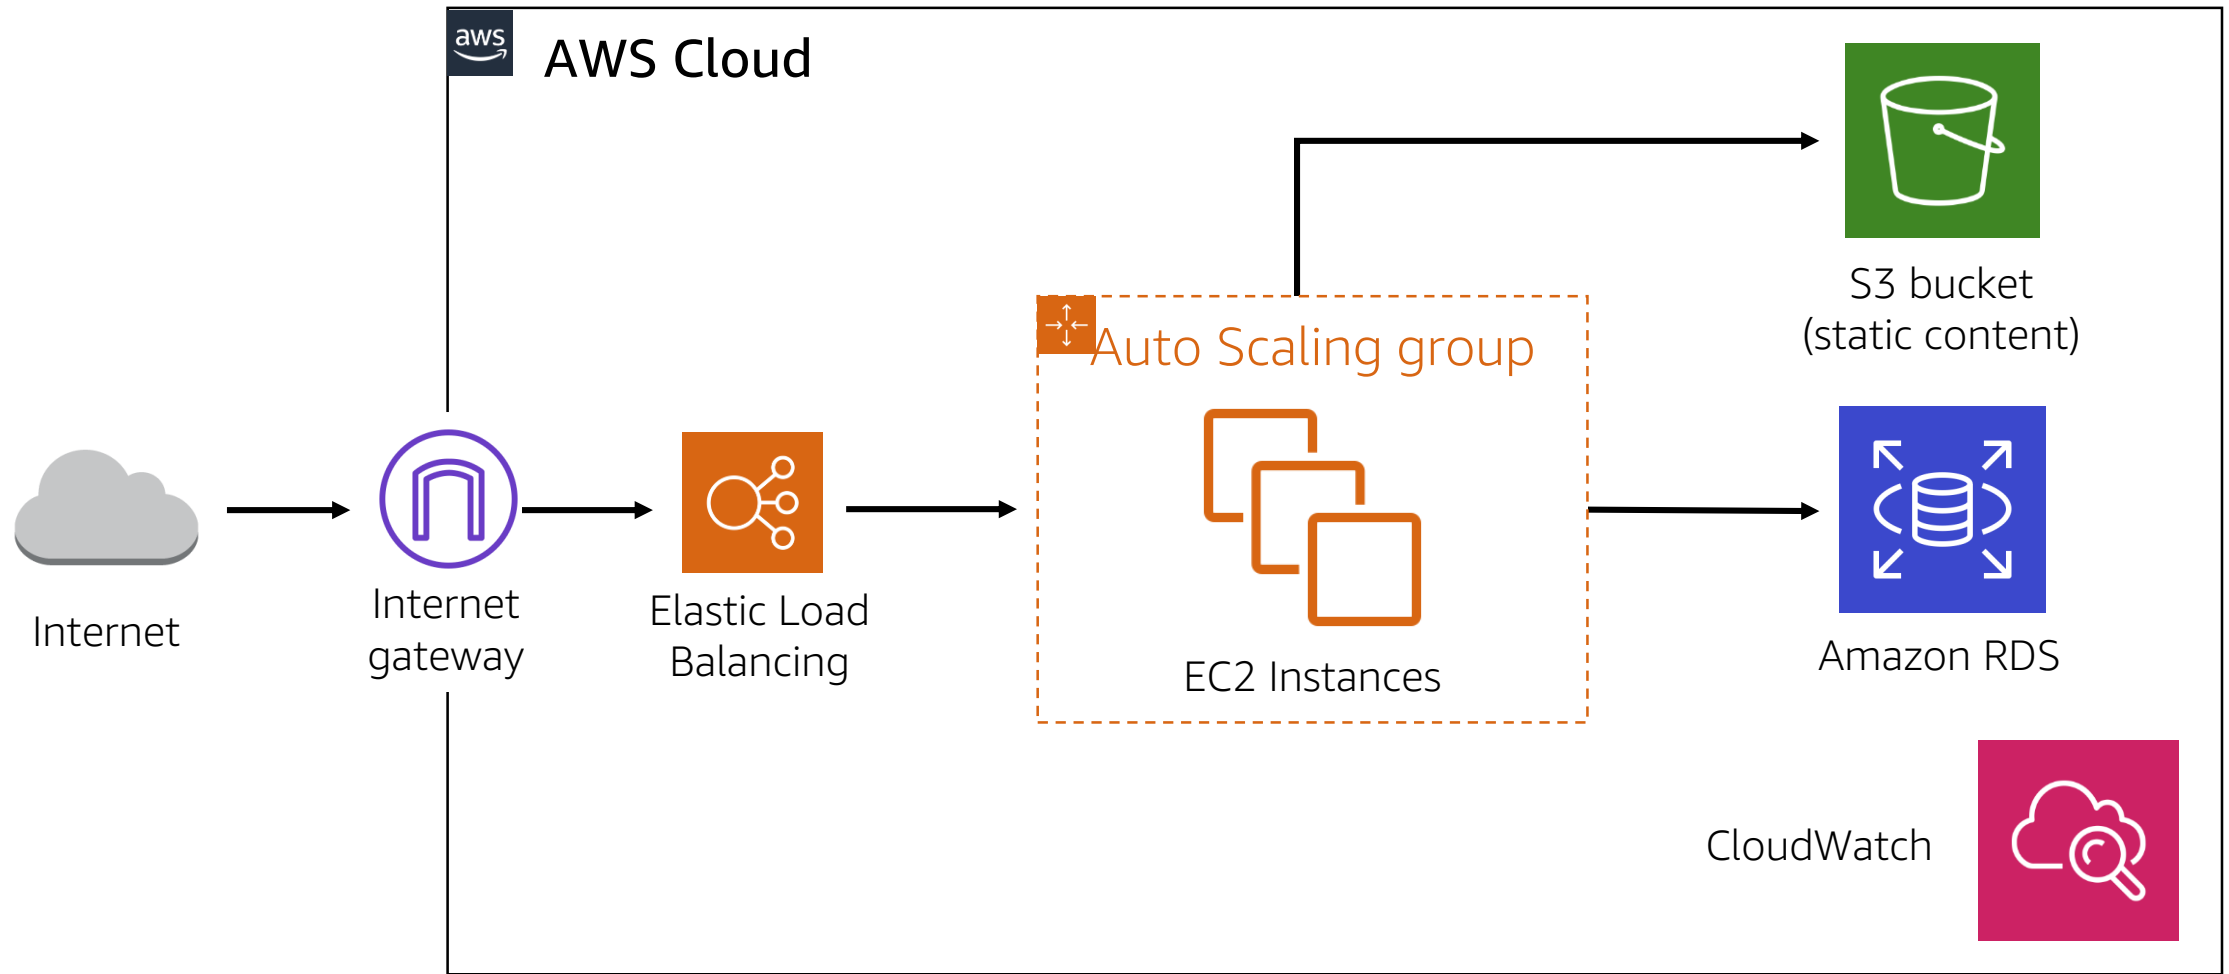 aws
AWS Cloud
S3 bucket
(static content)
Auto Scaling group
Internet
Internet
gateway
Elastic Load
Balancing
EC2 Instances
Amazon RDS
CloudWatch